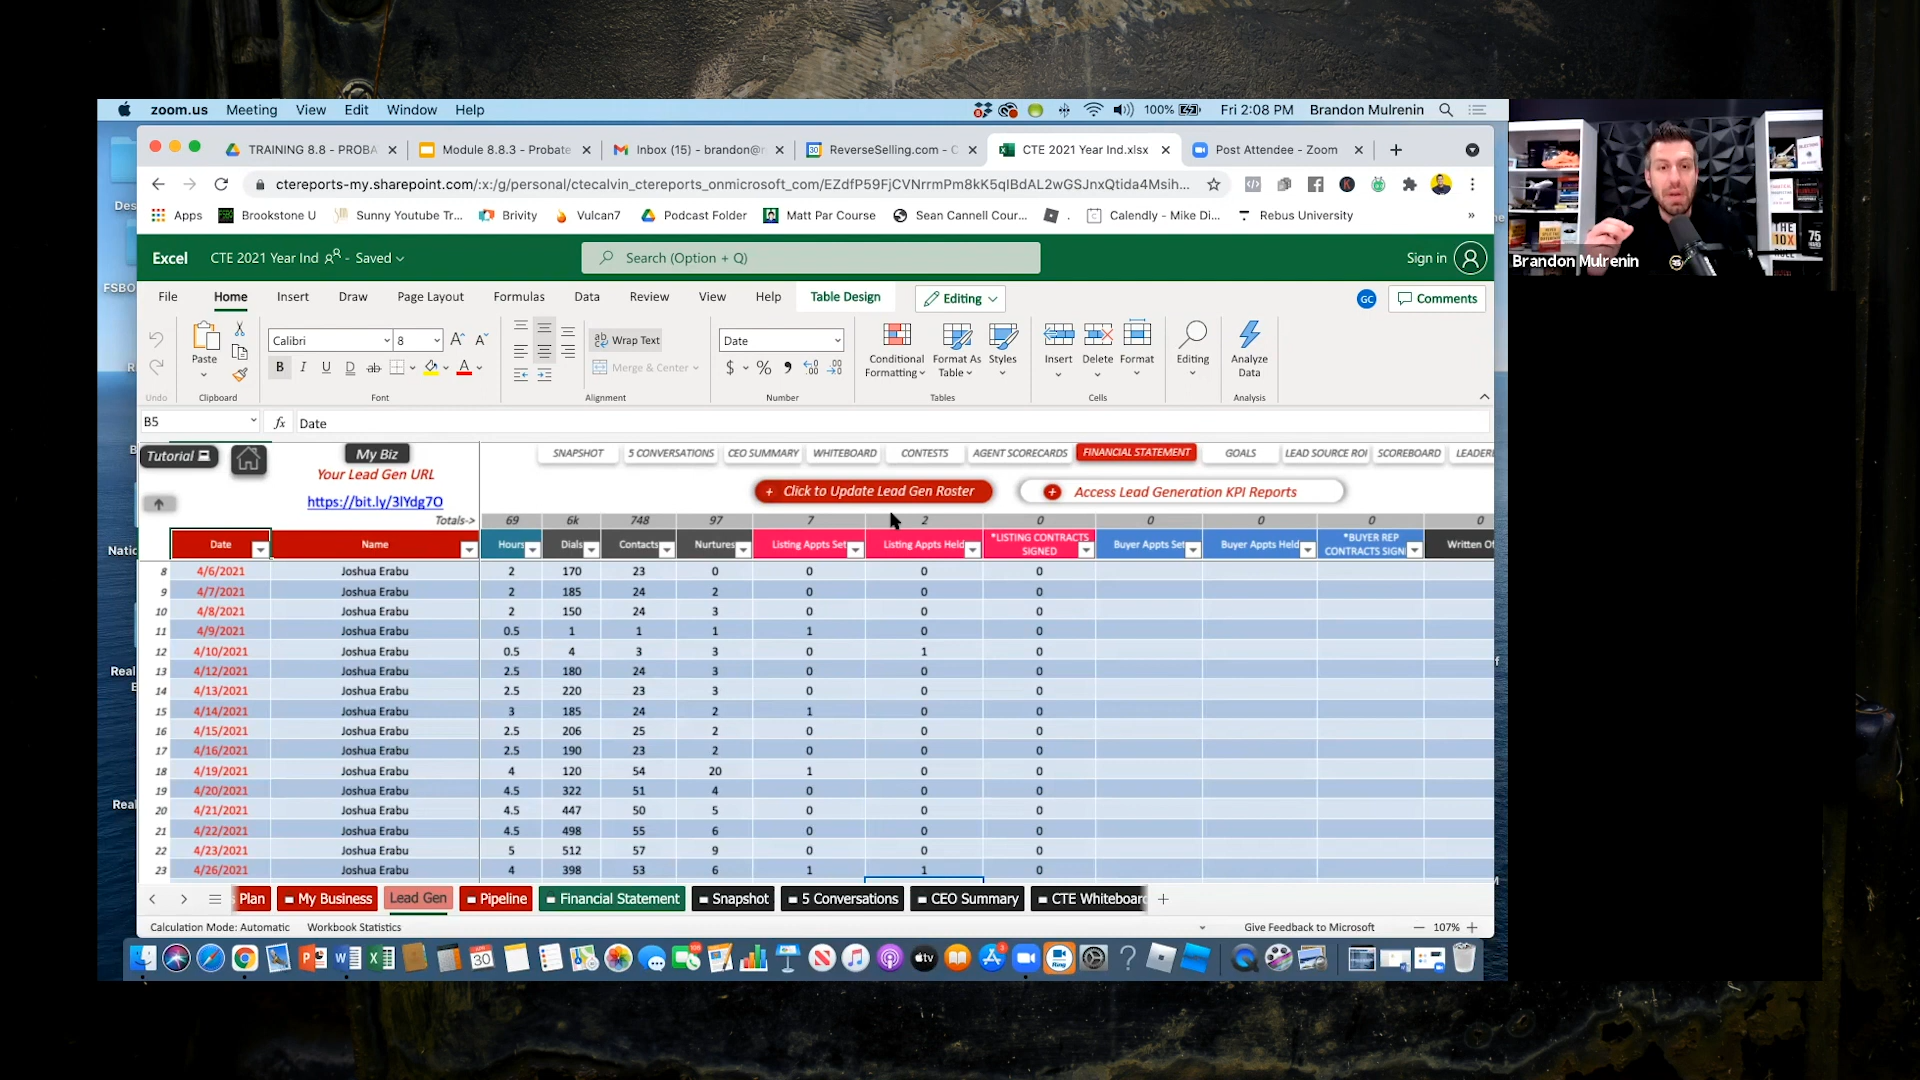 zoom.us Meeting View Edit Window Help 100% Fri 2:08 PM Brandon Mulrenin
TRAINING 8.8 - PROBA Module 8.8.3 - Probate Inbox (15) - brandon@r ReverseSelling.com - C CTE 2021 Year Ind.xlsx Post Attendee - Zoom
ctereports-my.sharepoint.com/:x:/g/personal/ctecalvin_ctereports_onmicrosoft_com/EZdfP59FjCVNrrmPm8kK5qIBdAL2wGSJnxQtida4Msih...
Apps Brookstone U Sunny Youtube Tr... Brivity Vulcan7 Podcast Folder Matt Par Course Sean Cannell Cour... . Calendly - Mike Di... Rebus University »
Excel CTE 2021 Year Ind - Saved Search (Option + Q) Sign in
File Home Insert Draw Page Layout Formulas Data Review View Help Table Design Editing GC Comments
Paste Calibri 8 Wrap Text Date
B I U D ab A Merge & Center $ % Conditional Formatting Format As Table Styles Insert Delete Format Editing Analyze Data
Undo Clipboard Font Alignment Number Tables Cells Analysis
B5 fx Date
Tutorial My Biz SNAPSHOT 5 CONVERSATIONS CEO SUMMARY WHITEBOARD CONTESTS AGENT SCORECARDS FINANCIAL STATEMENT GOALS LEAD SOURCE ROI SCOREBOARD LEADER
Your Lead Gen URL
https://bit.ly/3lYdg7O
+ Click to Update Lead Gen Roster + Access Lead Generation KPI Reports
Totals-> 69 6k 748 97 7 2 0 0 0 0 0
Date Name Hours Dials Contacts Nurtures Listing Appts Set Listing Appts Held *LISTING CONTRACTS SIGNED Buyer Appts Set Buyer Appts Held *BUYER REP CONTRACTS SIGN Written Of
8 4/6/2021 Joshua Erabu 2 170 23 0 0 0 0
9 4/7/2021 Joshua Erabu 2 185 24 2 0 0 0
10 4/8/2021 Joshua Erabu 2 150 24 3 0 0 0
11 4/9/2021 Joshua Erabu 0.5 1 1 1 1 0 0
12 4/10/2021 Joshua Erabu 0.5 4 3 3 0 1 0
13 4/12/2021 Joshua Erabu 2.5 180 24 3 0 0 0
14 4/13/2021 Joshua Erabu 2.5 220 23 3 0 0 0
15 4/14/2021 Joshua Erabu 3 185 24 2 1 0 0
16 4/15/2021 Joshua Erabu 2.5 206 25 2 0 0 0
17 4/16/2021 Joshua Erabu 2.5 190 23 2 0 0 0
18 4/19/2021 Joshua Erabu 4 120 54 20 1 0 0
19 4/20/2021 Joshua Erabu 4.5 322 51 4 0 0 0
20 4/21/2021 Joshua Erabu 4.5 447 50 5 0 0 0
21 4/22/2021 Joshua Erabu 4.5 498 55 6 0 0 0
22 4/23/2021 Joshua Erabu 5 512 57 9 0 0 0
23 4/26/2021 Joshua Erabu 4 398 53 6 1 1 0
Plan My Business Lead Gen Pipeline Financial Statement Snapshot 5 Conversations CEO Summary CTE Whiteboard
Calculation Mode: Automatic Workbook Statistics Give Feedback to Microsoft 107%
Des
FSBO
Natio
Real
Real
APR 30
tv
Ring
Brandon Mulrenin
THE 10X
75